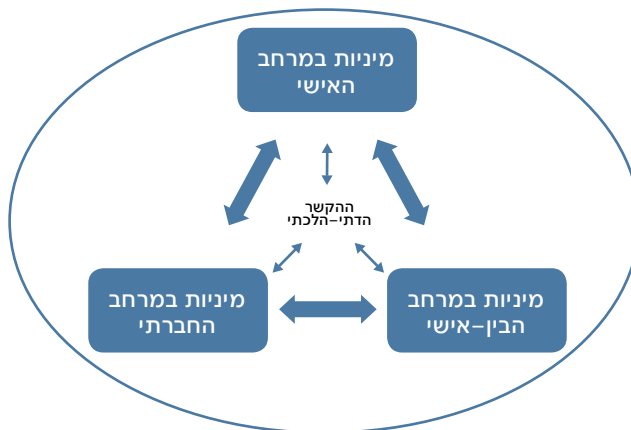 מיניות במרחב
האישי
ההקשר
הדתי–הלכתי
מיניות במרחב
הבין–אישי
מיניות במרחב
החברתי